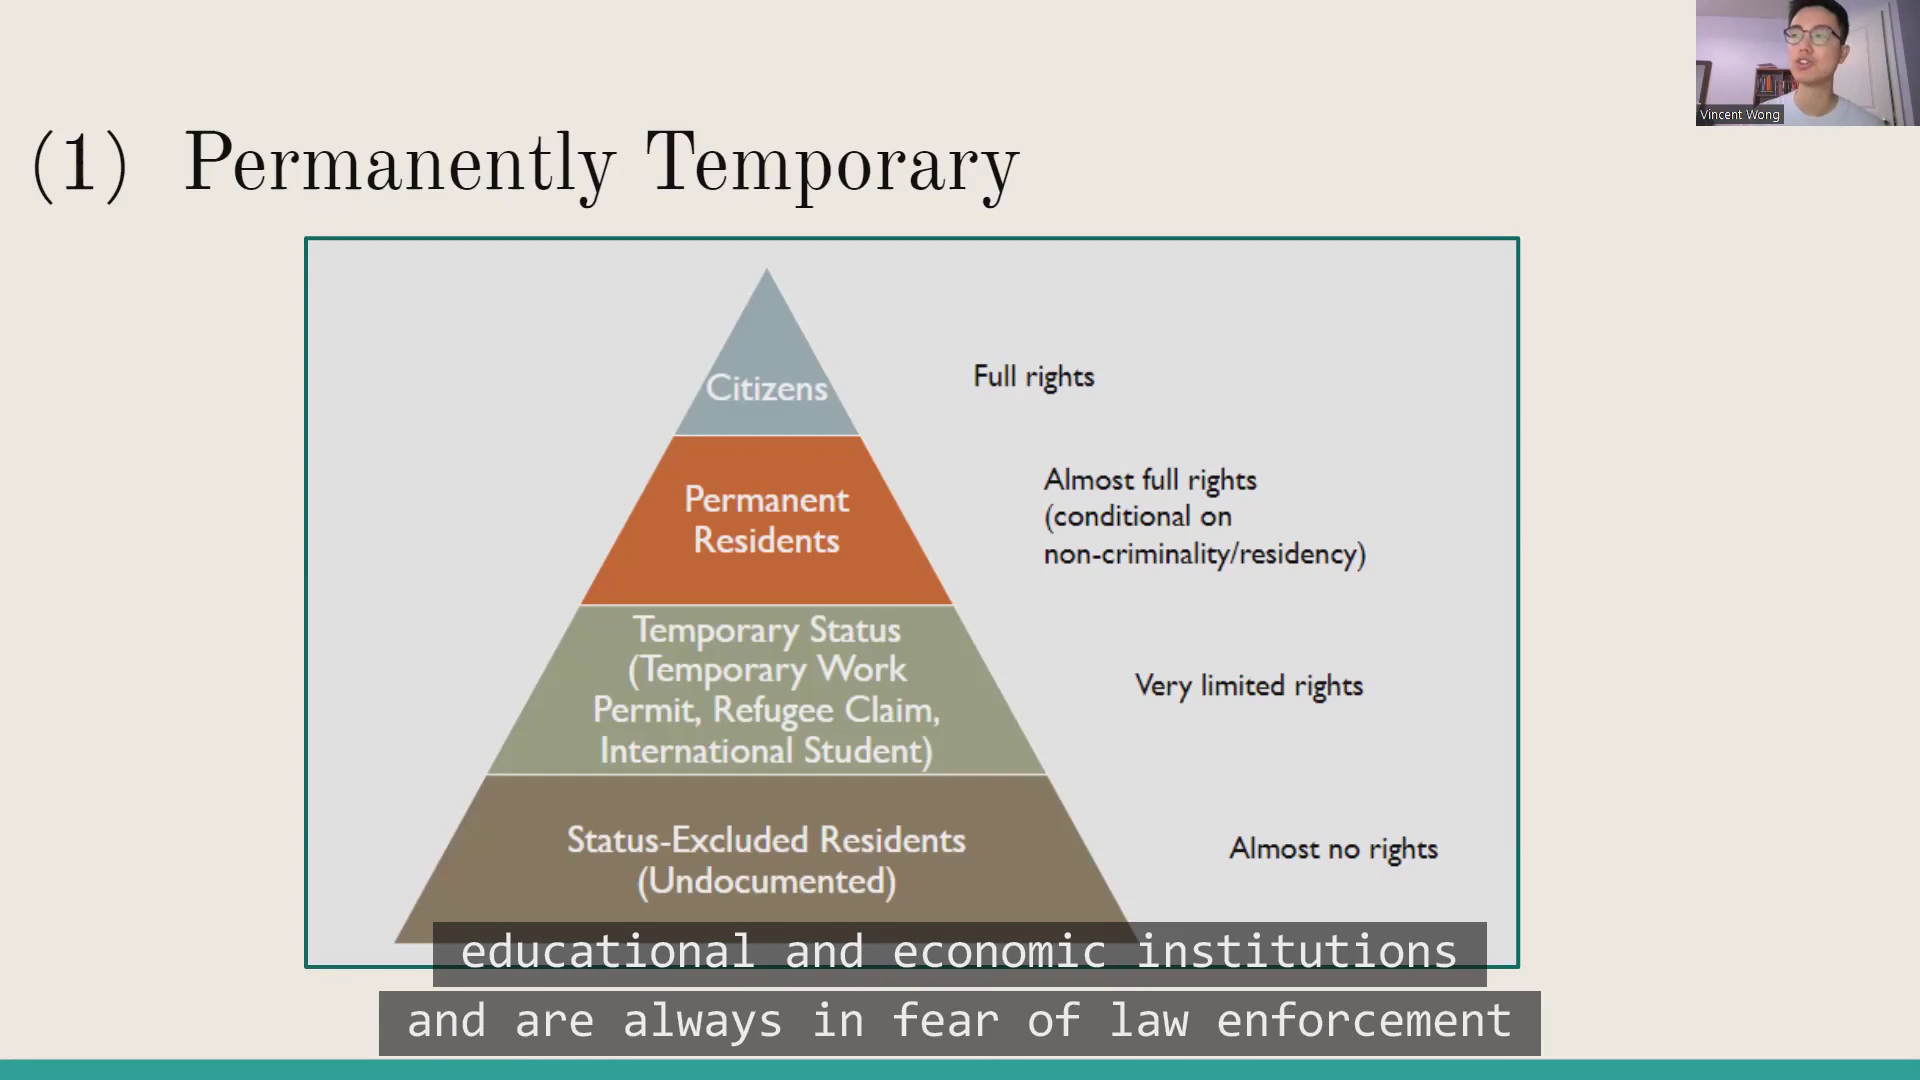 Vincent Wong
(1) Permanently Temporary
Citizens
Full rights
Permanent
Residents
Almost full rights
(conditional on
non-criminality/residency)
Temporary Status
(Temporary Work
Permit, Refugee Claim,
International Student)
Very limited rights
Status-Excluded Residents
(Undocumented)
Almost no rights
educational and economic institutions
and are always in fear of law enforcement